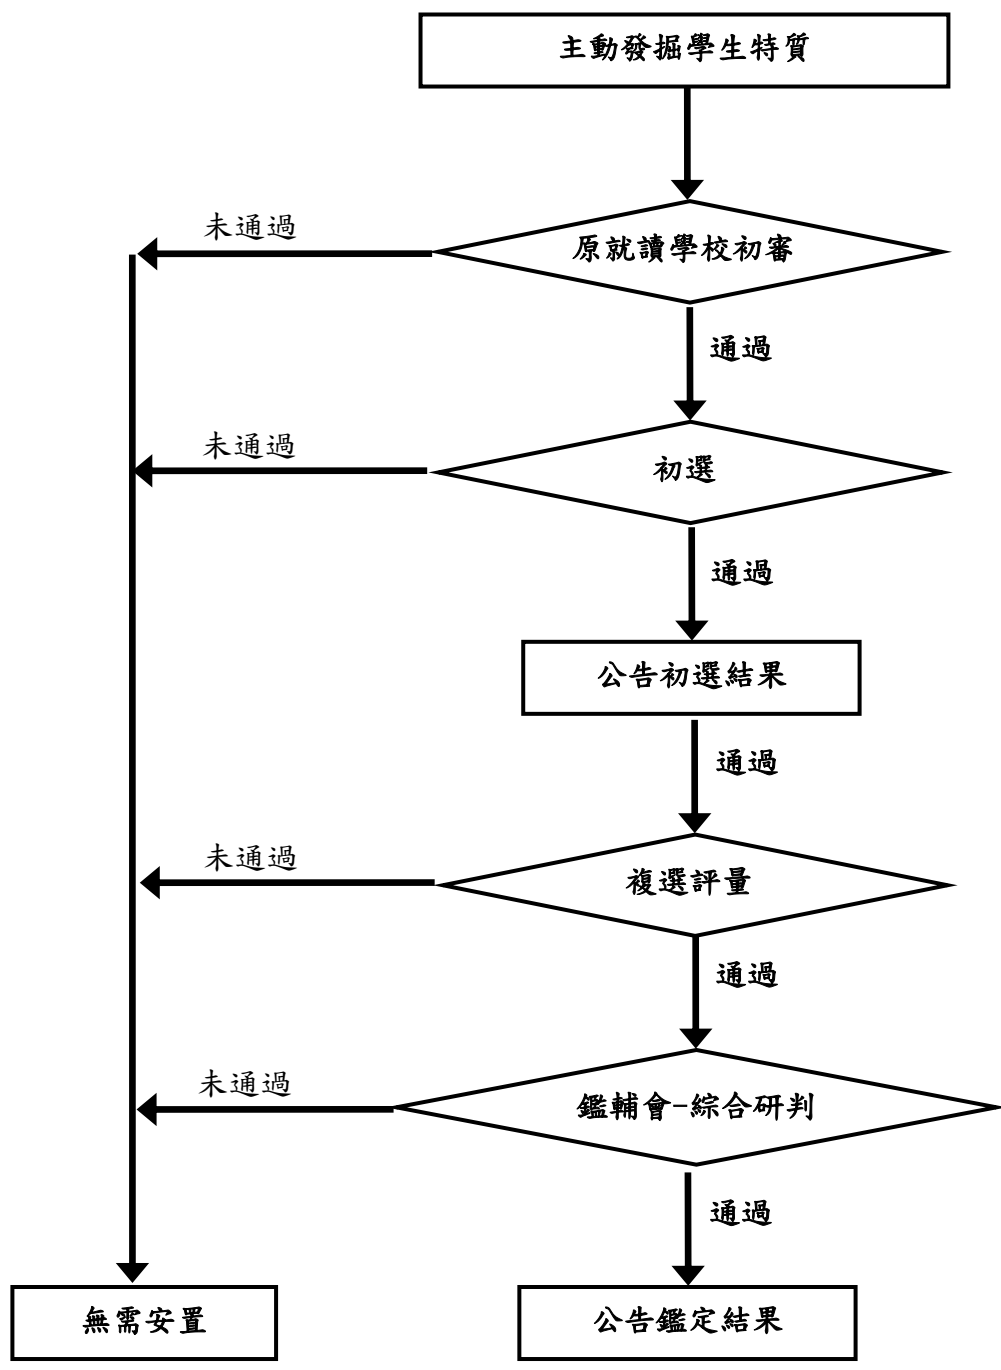 主動發掘學生特質
未通過
原就讀學校初審
通過
未通過
初選
通過
公告初選結果
通過
未通過
複選評量
通過
未通過
鑑輔會-綜合研判
通過
無需安置
公告鑑定結果